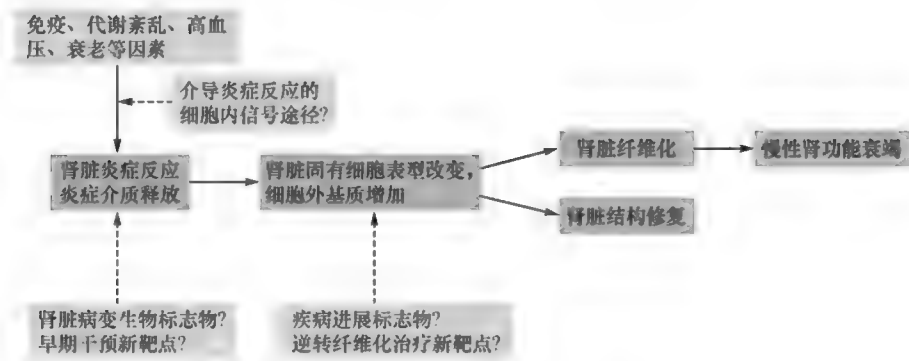 免疫、代谢紊乱、高血
压、衰老等因素
介导炎症反应的
细胞内信号途径?
肾脏炎症反应
炎症介质释放
肾脏固有细胞表型改变,
细胞外基质增加
肾脏纤维化
慢性肾功能衰竭
肾脏结构修复
肾脏病变生物标志物?
早期干预新靶点?
疾病进展标志物?
逆转纤维化治疗新靶点?